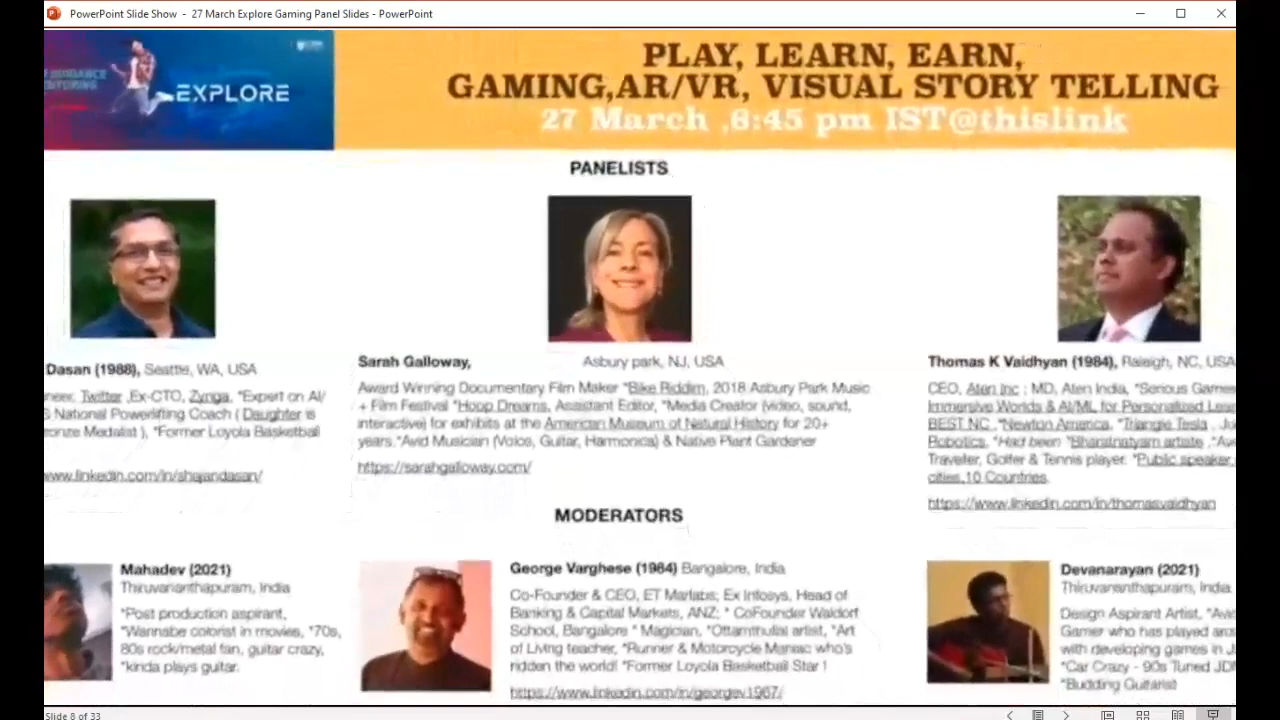 PowerPoint Slide Show - 27 March Explore Gaming Panel Slides - PowerPoint
EXPLORE
PLAY, LEARN, EARN,
GAMING,AR/VR, VISUAL STORY TELLING
27 March ,6:45 pm IST@thislink
PANELISTS
Dasan (1988), Seattle, WA, USA
Twitter ,Ex-CTO, Zynga, *Expert on AI/
National Powerlifting Coach ( Daughter is
Medalist ), *Former Loyola Basketball
www.linkedin.com/in/shajandasan/
Sarah Galloway, Asbury park, NJ, USA
Award Winning Documentary Film Maker *Bike Riddim, 2018 Asbury Park Music
+ Film Festival *Hoop Dreams, Assistant Editor, *Media Creator (video, sound,
interactive) for exhibits at the American Museum of Natural History for 20+
years.*Avid Musician (Voice, Guitar, Harmonica) & Native Plant Gardener
https://sarahgalloway.com/
Thomas K Vaidhyan (1984), Raleigh, NC, USA
CEO, Aten Inc ; MD, Aten India, *Serious Games
Immersive Worlds & AI/ML for Personalized
BEST NC , *Newton America, *Triangle Tesla ,
Robotics, *Had been *Bharatnatyam artiste,
Traveller, Golfer & Tennis player. *Public speaker,
cities,10 Countries.
https://www.linkedin.com/in/thomasvaidhyan
MODERATORS
Mahadev (2021)
Thiruvananthapuram, India
*Post production aspirant,
*Wannabe colorist in movies, *70s,
80s rock/metal fan, guitar crazy,
*kinda plays guitar.
George Varghese (1984) Bangalore, India
Co-Founder & CEO, ET Marlabs; Ex Infosys, Head of
Banking & Capital Markets, ANZ; * CoFounder Waldorf
School, Bangalore * Magician, *Ottamthullal artist, *Art
of Living teacher, *Runner & Motorcycle Maniac who's
ridden the world! *Former Loyola Basketball Star !
https://www.linkedin.com/in/georgev1967/
Devanarayan (2021)
Thiruvananthapuram, India
Design Aspirant Artist,
Gamer who has played
with developing games in
*Car Crazy - 90s Tuned JDM
*Budding Guitarist
Slide 8 of 33